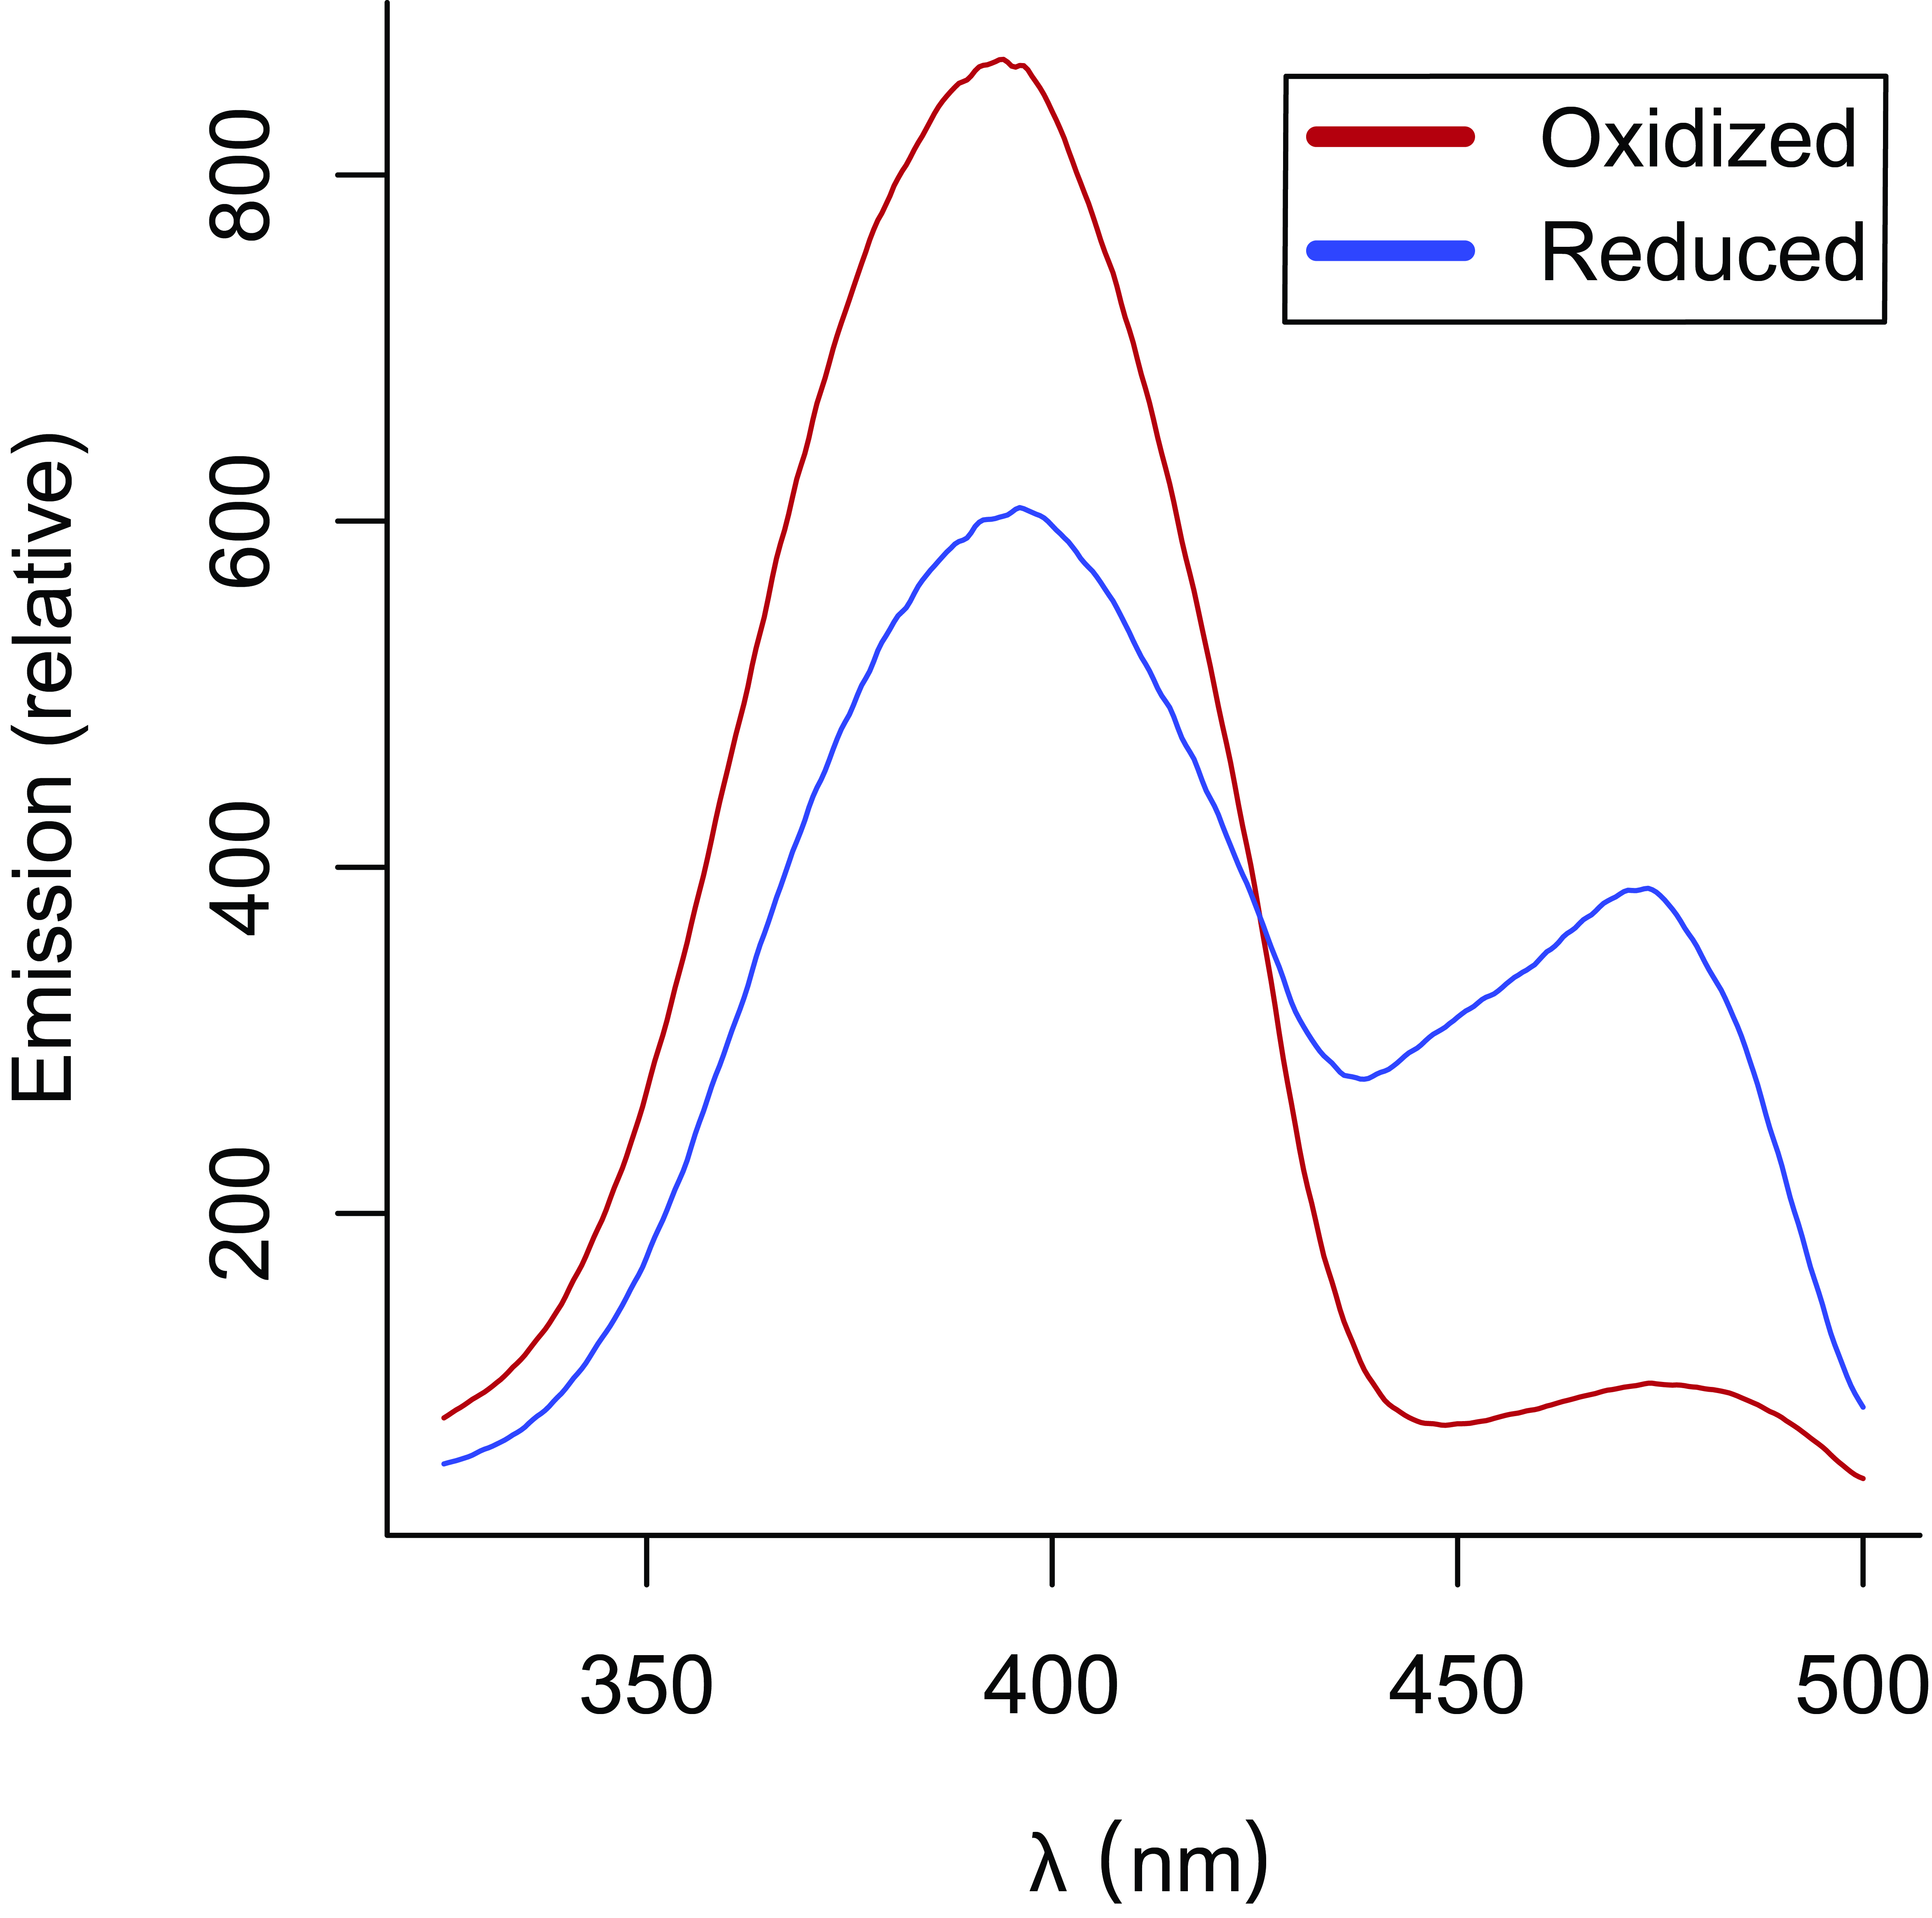 Oxidized
Reduced
Emission (relative)
800
600
400
200
350 400 450 500
λ (nm)